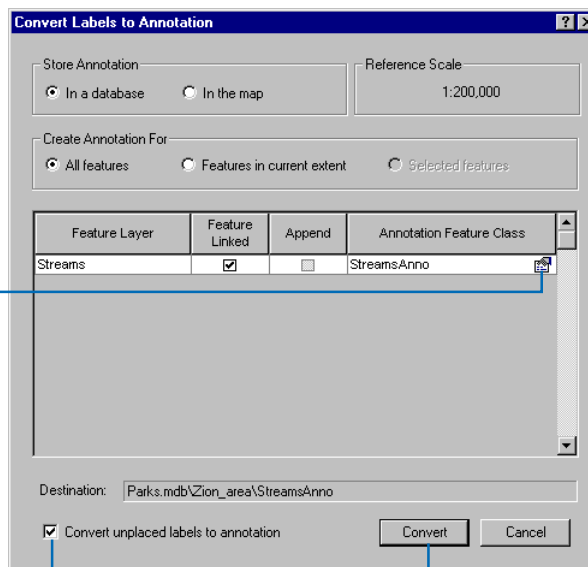 Convert Labels to Annotation
Store Annotation
In a database In the map
Reference Scale
1:200,000
Create Annotation For
All features Features in current extent Selected features
Feature Layer Feature Linked Append Annotation Feature Class
Streams StreamsAnno
Destination: Parks.mdb\Zion_area\StreamsAnno
Convert unplaced labels to annotation Convert Cancel